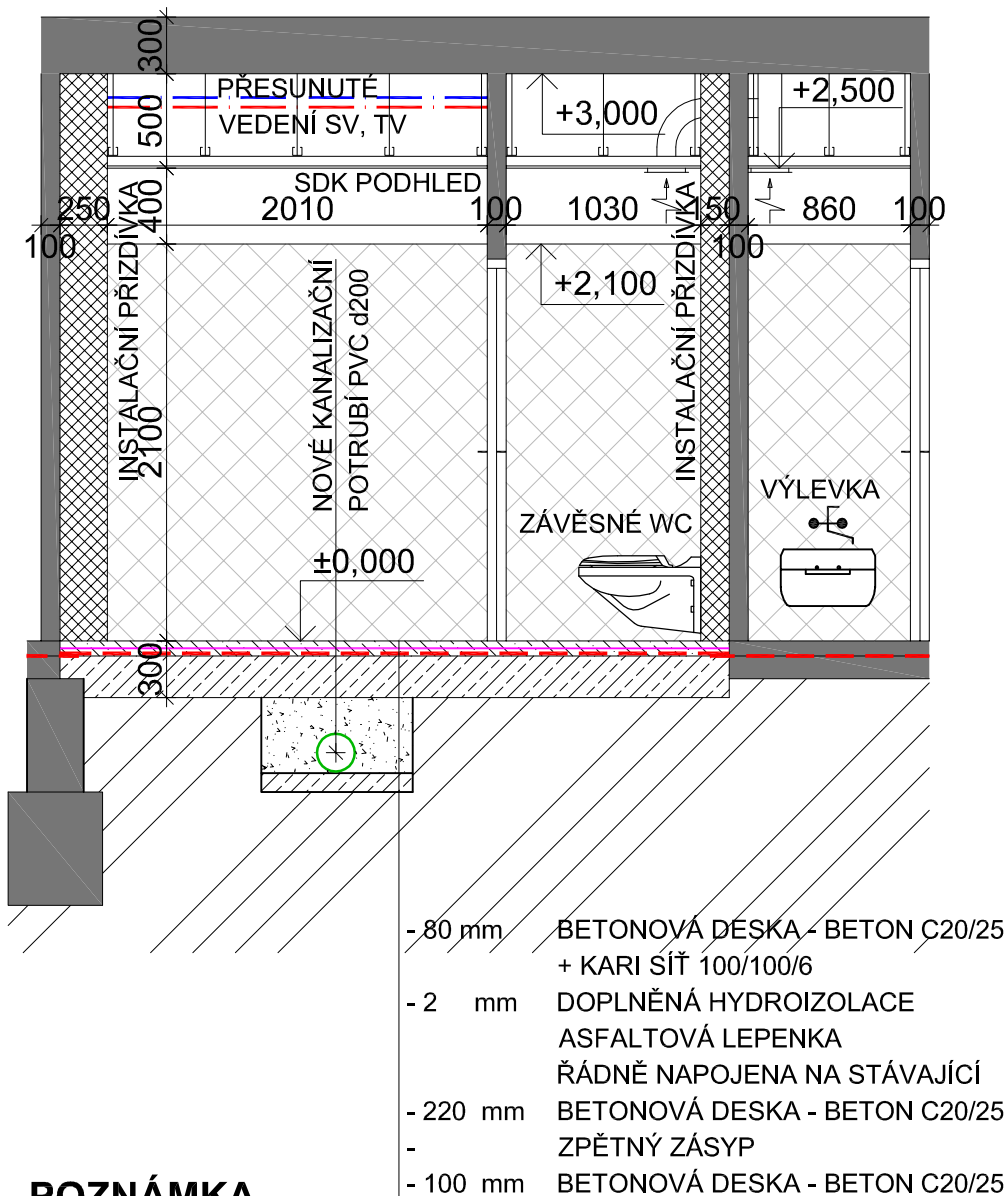 300
PŘESUNUTÉ
VEDENÍ SV, TV
500
+3,000
+2,500
SDK PODHLED
400
250
2010
100
1030
150
860
100
100
100
INSTALAČNÍ PŘIZDÍVKA
NOVÉ KANALIZAČNÍ
POTRUBÍ PVC d200
+2,100
INSTALAČNÍ PŘIZDÍVKA
2100
VÝLEVKA
ZÁVĚSNÉ WC
±0,000
300
- 80 mm BETONOVÁ DESKA - BETON C20/25
+ KARI SÍŤ 100/100/6
- 2 mm DOPLNĚNÁ HYDROIZOLACE
ASFALTOVÁ LEPENKA
ŘÁDNĚ NAPOJENA NA STÁVAJÍCÍ
- 220 mm BETONOVÁ DESKA - BETON C20/25
- ZPĚTNÝ ZÁSYP
- 100 mm BETONOVÁ DESKA - BETON C20/25
POZNÁMKA